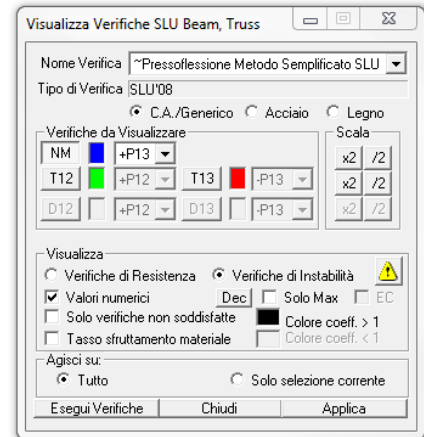 Visualizza Verifiche SLU Beam, Truss
Nome Verifica ~Pressoflessione Metodo Semplificato SLU
Tipo di Verifica SLU'08
C.A./Generico Acciaio Legno
Verifiche da Visualizzare Scala
NM +P13 x2 /2
T12 +P12 T13 -P13 x2 /2
D12 +P12 D13 -P13 x2 /2
Visualizza
Verifiche di Resistenza Verifiche di Instabilità
Valori numerici Dec Solo Max EC
Solo verifiche non soddisfatte Colore coeff. > 1
Tasso sfruttamento materiale Colore coeff. < 1
Agisci su:
Tutto Solo selezione corrente
Esegui Verifiche Chiudi Applica